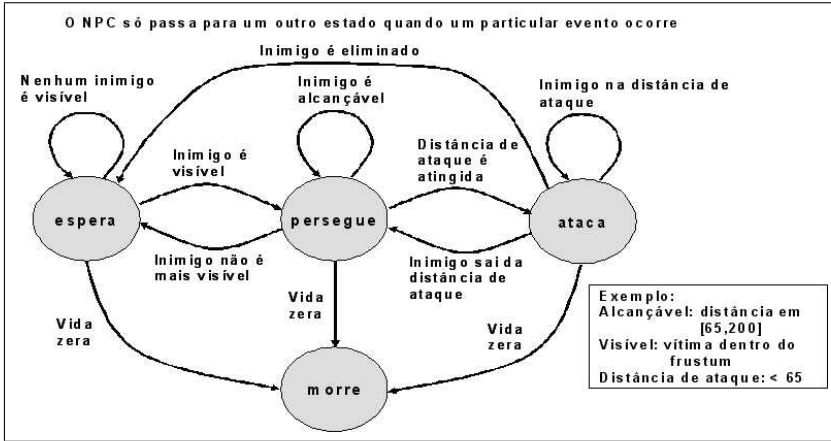 O NPC só passa para um outro estado quando um particular evento ocorre
Inimigo é eliminado
Nenhum inimigo
é visível
Inimigo é
alcançável
Inimigo na distância de
ataque
Inimigo é
visível
Distância de
ataque é
atingida
espera
persegue
ataca
Inimigo não é
mais visível
Inimigo sai da
distância de
ataque
Vida
zera
Vida
zera
Vida
zera
morre
Exemplo:
Alcançável: distância em
[65,200]
Visível: vítima dentro do
frustum
Distância de ataque: < 65